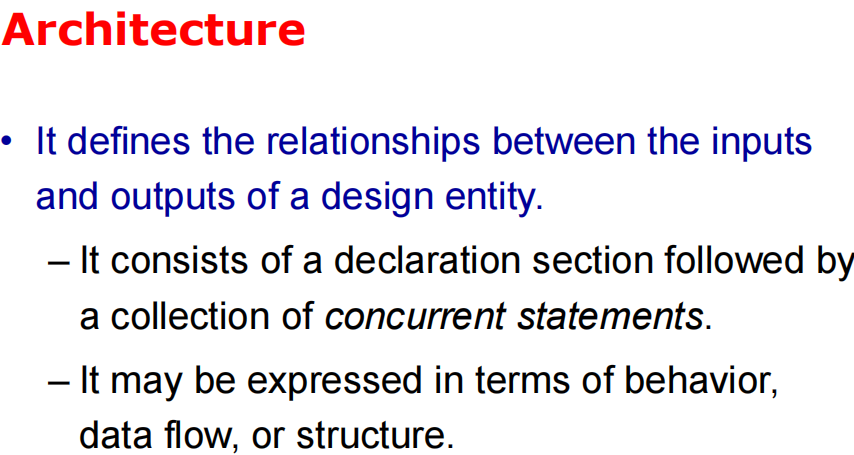 Architecture
• It defines the relationships between the inputs
and outputs of a design entity.
– It consists of a declaration section followed by
a collection of concurrent statements.
– It may be expressed in terms of behavior,
data flow, or structure.